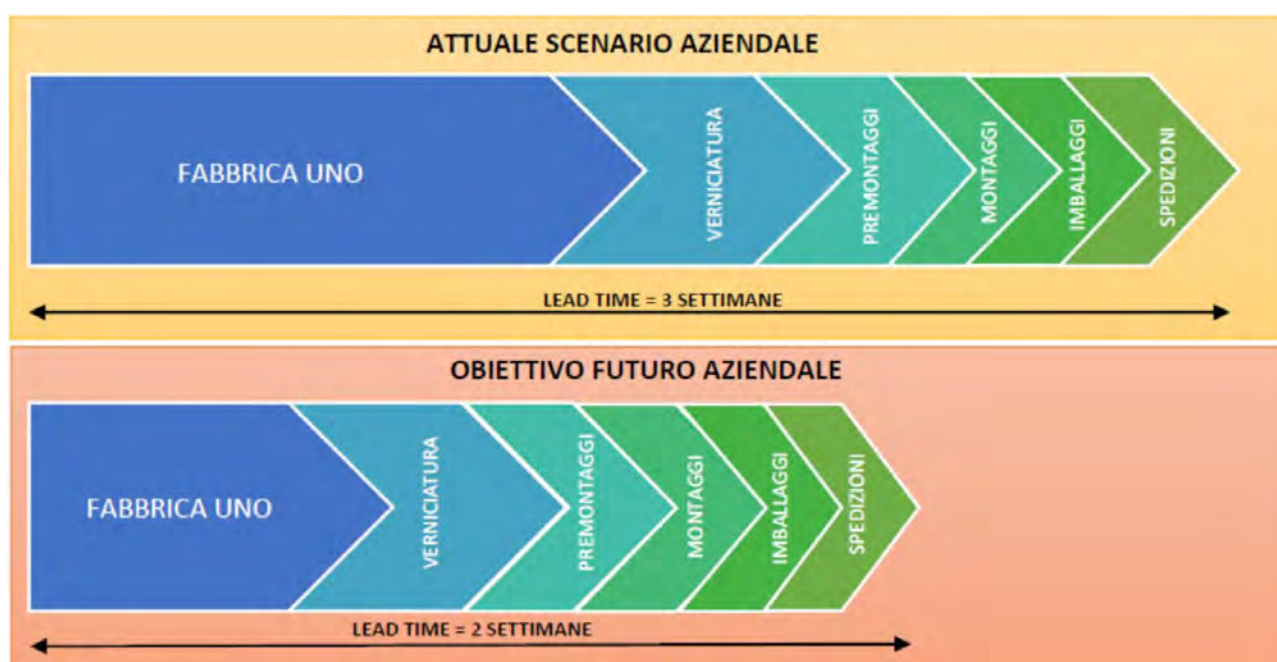 ATTUALE SCENARIO AZIENDALE
FABBRICA UNO
VERNICIATURA
PREMONTAGGI
MONTAGGI
IMBALLAGGI
SPEDIZIONI
LEAD TIME = 3 SETTIMANE
OBIETTIVO FUTURO AZIENDALE
FABBRICA UNO
VERNICIATURA
PREMONTAGGI
MONTAGGI
IMBALLAGGI
SPEDIZIONI
LEAD TIME = 2 SETTIMANE